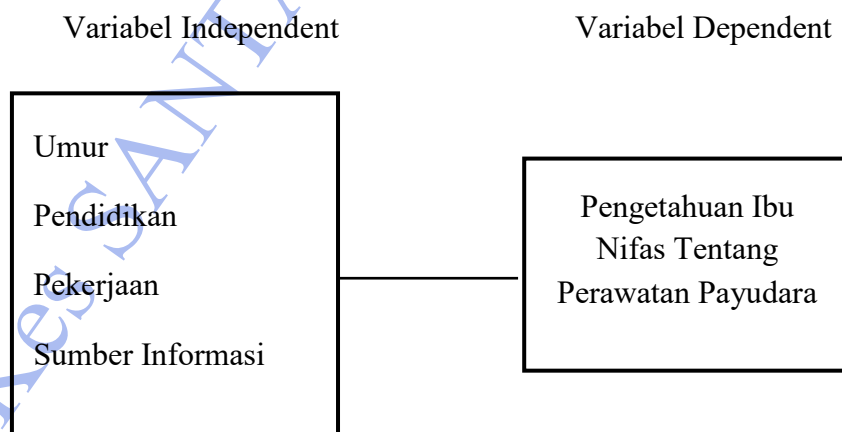 Variabel Independent
Variabel Dependent
Umur
Pendidikan
Pekerjaan
Sumber Informasi
Pengetahuan Ibu
Nifas Tentang
Perawatan Payudara